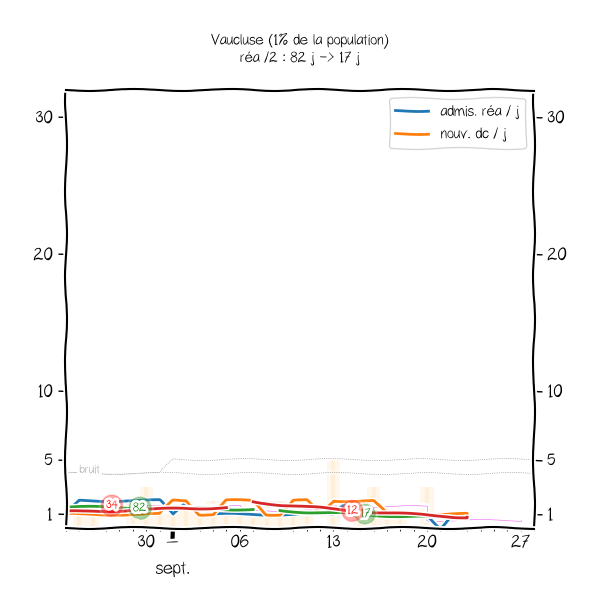 Vaucluse (1% de la population)
réa /2 : 82 j -> 17 j
admis. réa / j
nouv. dc / j
30 30
20 20
10 10
5 5
bruit
34 82 12 17
1 1
30 06 13 20 27
sept.